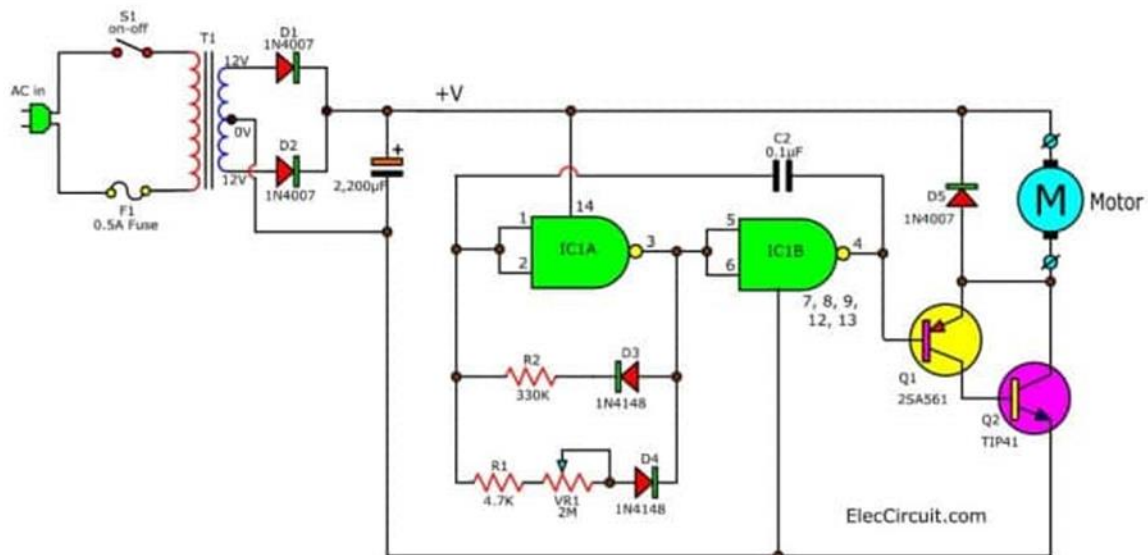 S1
on-off
T1
D1
1N4007
12V
AC in
+V
0V
C2
0.1µF
+
2,200µF
D2
12V
1N4007
F1
0.5A Fuse
14
1
2
IC1A
3
5
6
IC1B
4
7, 8, 9,
12, 13
D5
1N4007
M
Motor
R2
330K
D3
1N4148
Q1
2SA561
Q2
TIP41
R1
4.7K
VR1
2M
D4
1N4148
ElecCircuit.com